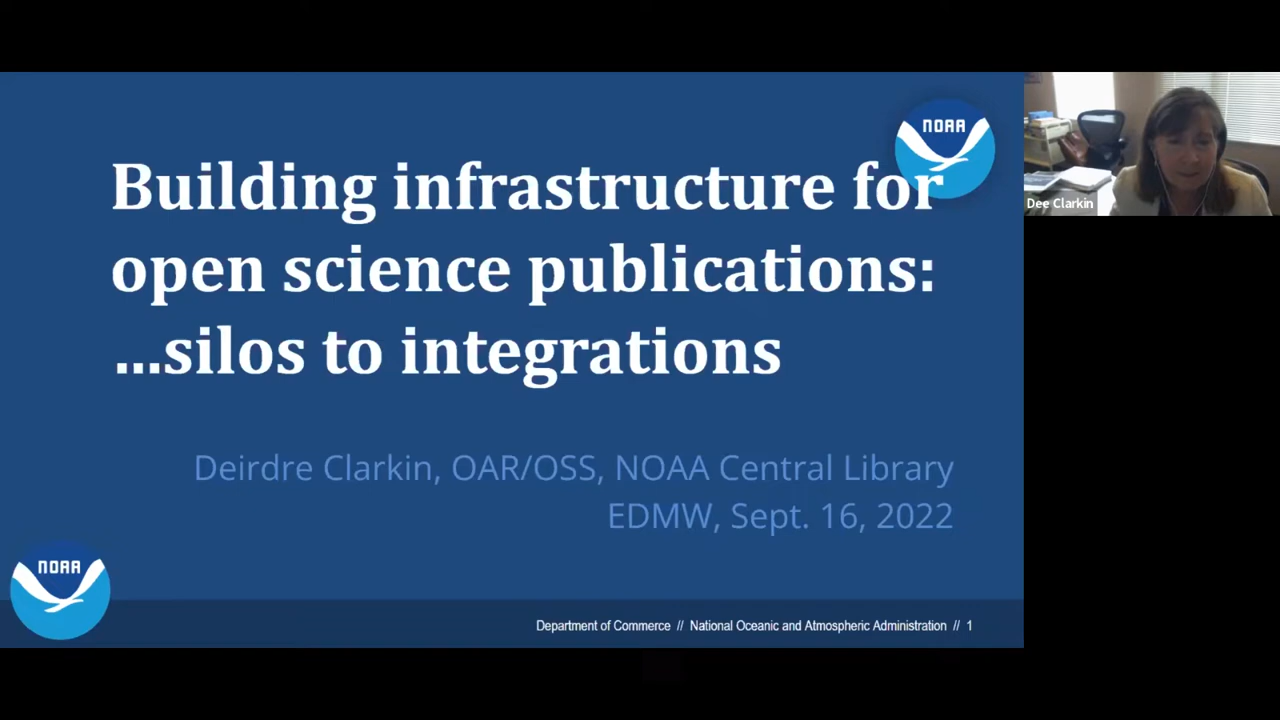 NOAA
Building infrastructure for
open science publications:
...silos to integrations
Dee Clarkin
Deirdre Clarkin, OAR/OSS, NOAA Central Library
EDMW, Sept. 16, 2022
NOAA
Department of Commerce // National Oceanic and Atmospheric Administration // 1